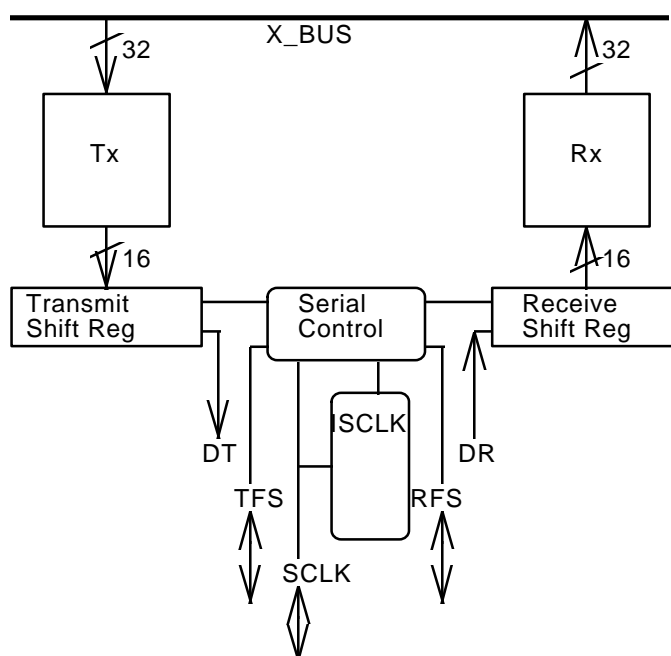 X_BUS
32
32
Tx
Rx
16
16
Transmit
Shift Reg
Serial
Control
Receive
Shift Reg
ISCLK
DT
DR
TFS
RFS
SCLK